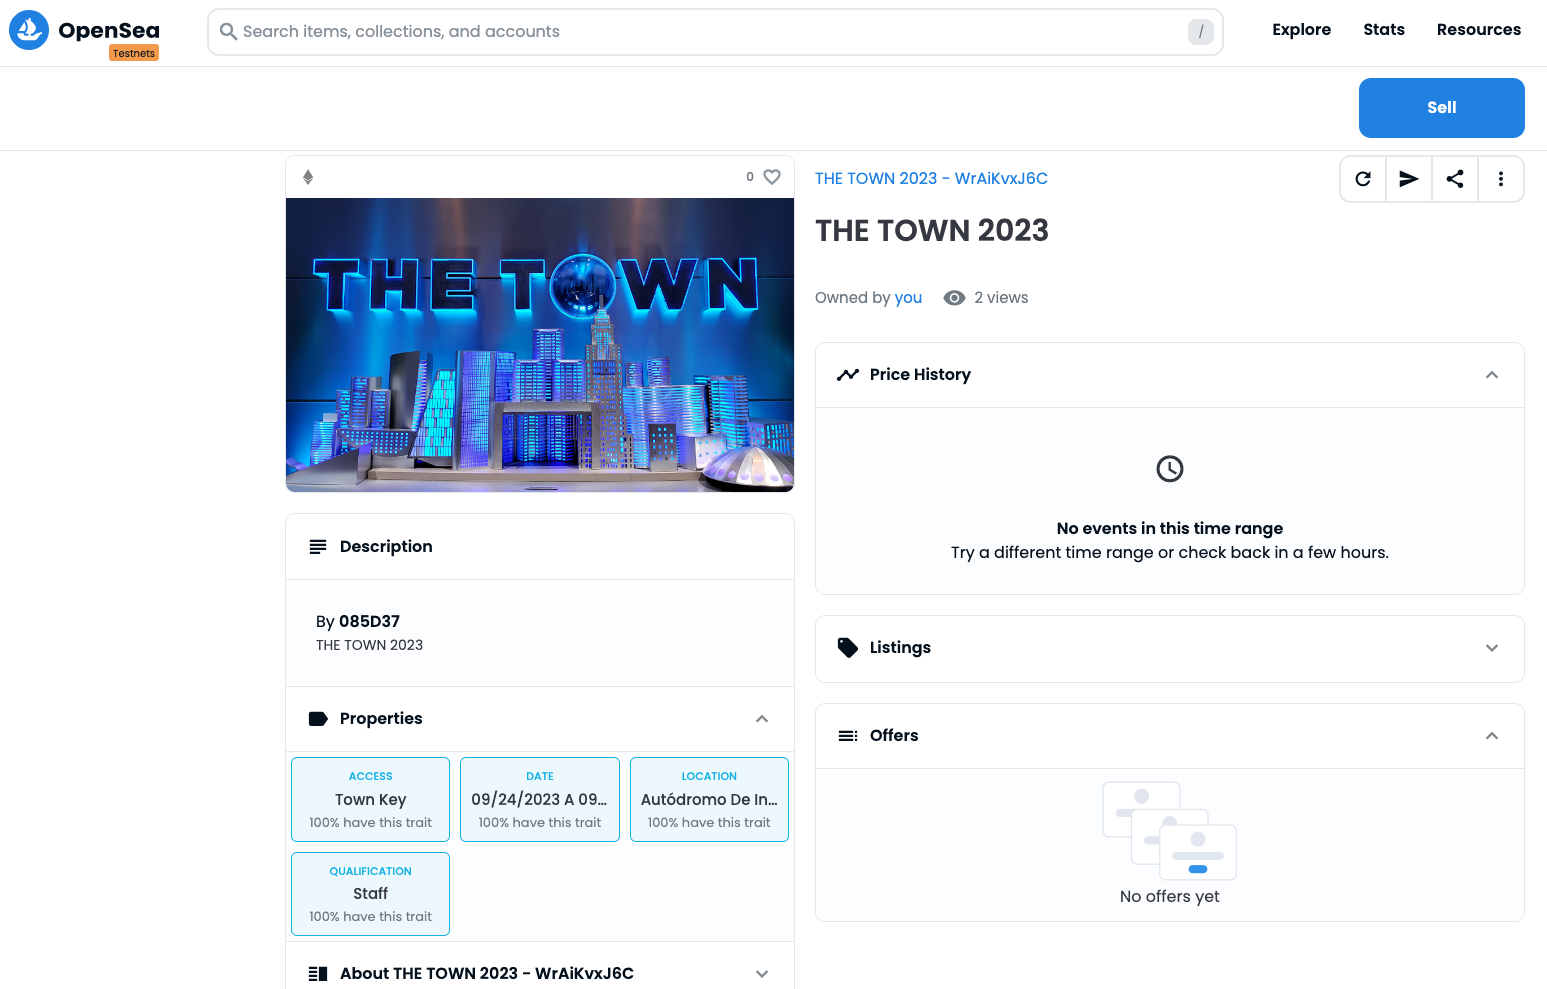 OpenSea
Testnets
Search items, collections, and accounts
/
Explore
Stats
Resources
Sell
0
THE TOWN
THE TOWN 2023 - WrAiKvxJ6C
THE TOWN 2023
Owned by you
2 views
Price History
No events in this time range
Try a different time range or check back in a few hours.
Listings
Offers
No offers yet
Description
By 085D37
THE TOWN 2023
Properties
ACCESS
Town Key
100% have this trait
DATE
09/24/2023 A 09...
100% have this trait
LOCATION
Autódromo De In...
100% have this trait
QUALIFICATION
Staff
100% have this trait
About THE TOWN 2023 - WrAiKvxJ6C